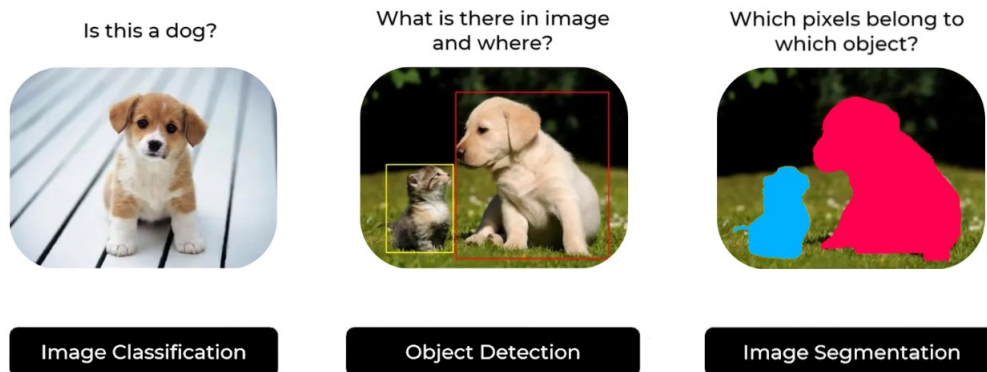 Is this a dog?
What is there in image
and where?
Which pixels belong to
which object?
Image Classification
Object Detection
Image Segmentation